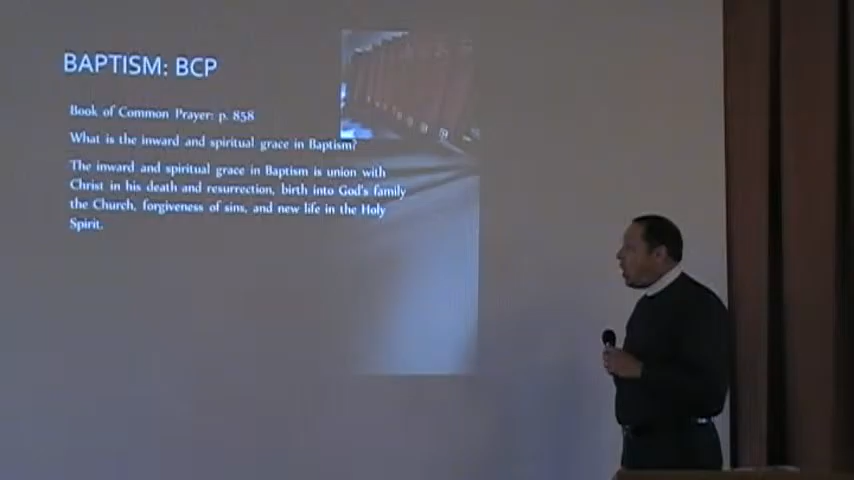 BAPTISM: BCP
Book of Common Prayer: p. 858
What is the inward and spiritual grace in Baptism?
The inward and spiritual grace in Baptism is union with
Christ in his death and resurrection, birth into God's family
the Church, forgiveness of sins, and new life in the Holy
Spirit.